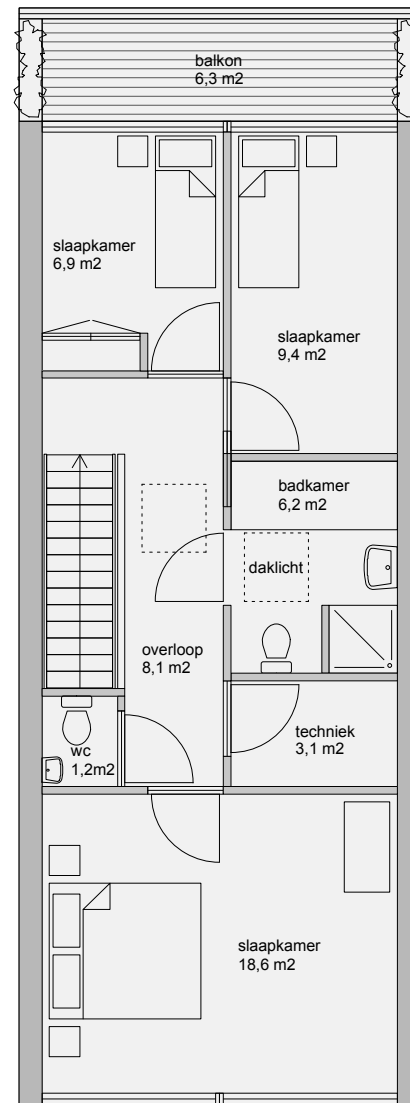 balkon
6,3 m2
slaapkamer
6,9 m2
slaapkamer
9,4 m2
badkamer
6,2 m2
daklicht
overloop
8,1 m2
techniek
3,1 m2
wc
1,2m2
slaapkamer
18,6 m2